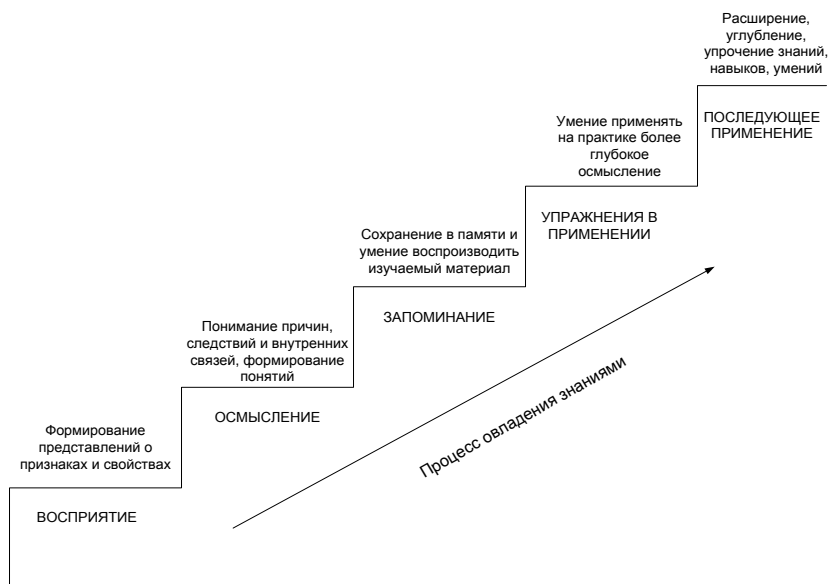 Расширение,
углубление,
упрочение знаний,
навыков, умений
ПОСЛЕДУЮЩЕЕ
ПРИМЕНЕНИЕ
Умение применять
на практике более
глубокое
осмысление
УПРАЖНЕНИЯ В
ПРИМЕНЕНИИ
Сохранение в памяти и
умение воспроизводить
изучаемый материал
ЗАПОМИНАНИЕ
Понимание причин,
следствий и внутренних
связей, формирование
понятий
ОСМЫСЛЕНИЕ
Формирование
представлений о
признаках и свойствах
ВОСПРИЯТИЕ
Процесс овладения знаниями